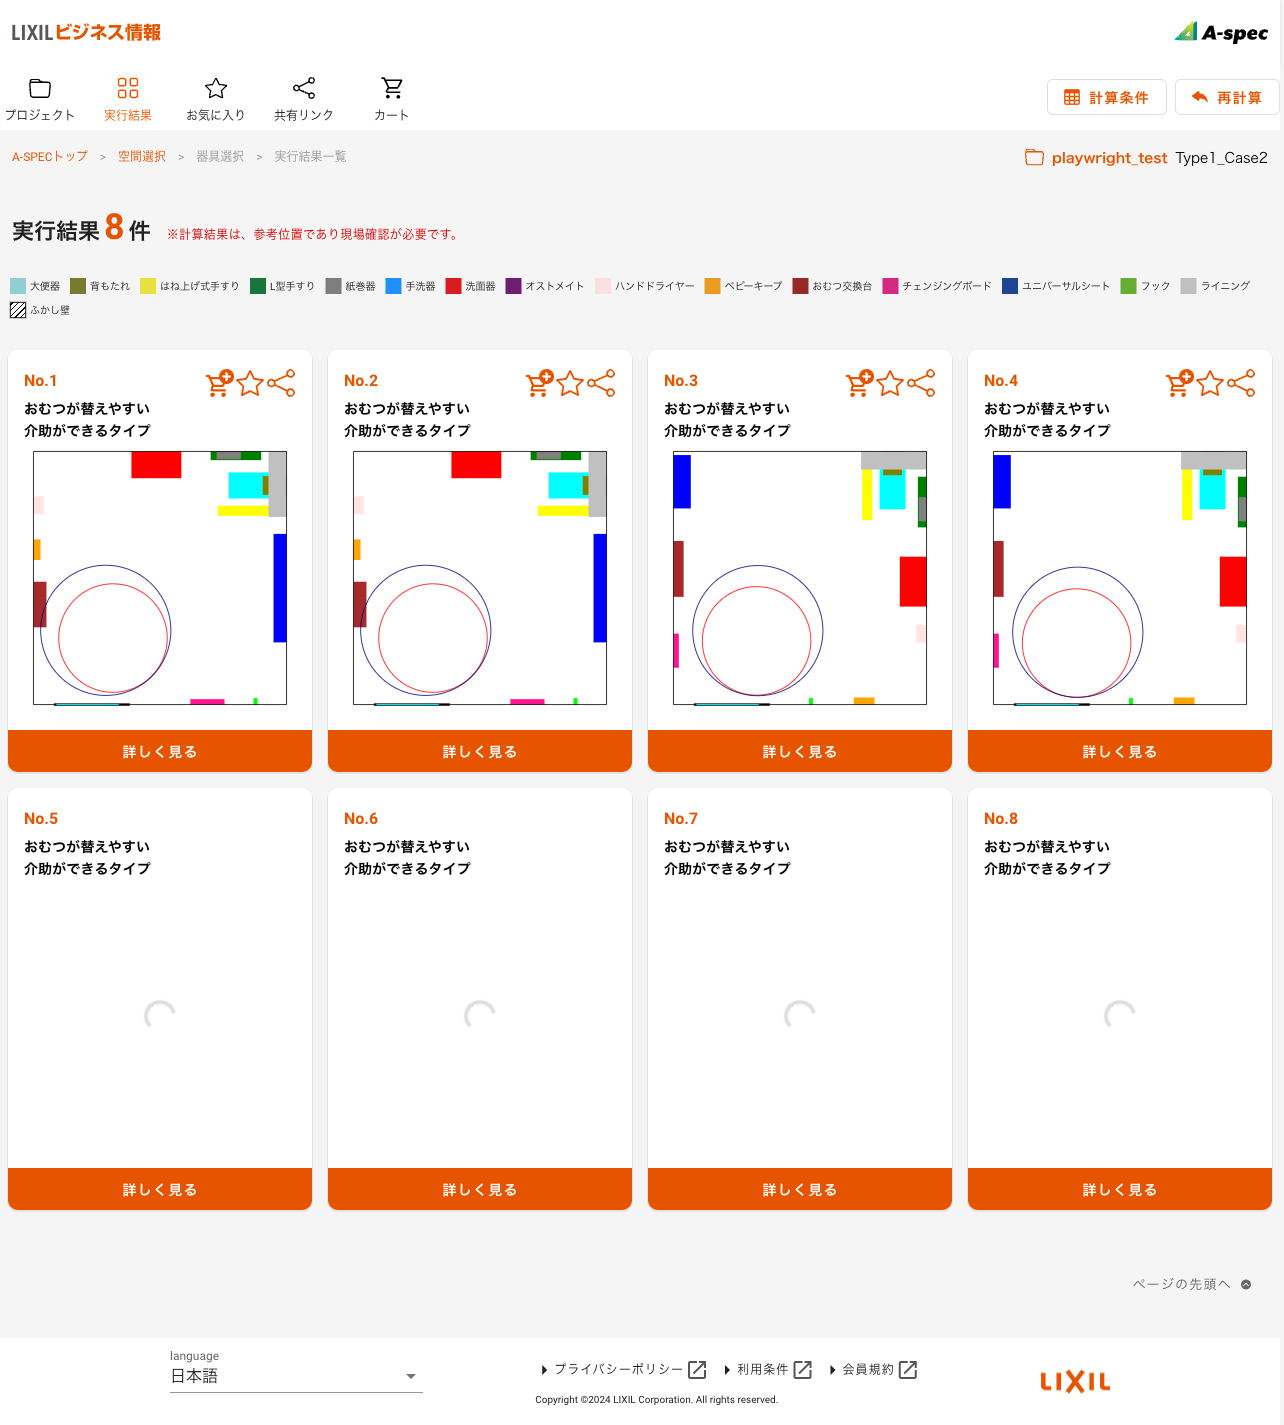 LIXILビジネス情報
A-spec
プロジェクト
実行結果
お気に入り
共有リンク
カート
計算条件
再計算
A-SPECトップ > 空間選択 > 器具選択 > 実行結果一覧
playwright_test Type1_Case2
実行結果 8 件 ※計算結果は、参考位置であり現場確認が必要です。
大便器 背もたれ はね上げ式手すり L型手すり 紙巻器 手洗器 洗面器 オストメイト ハンドドライヤー ベビーキープ おむつ交換台 チェンジングボード ユニバーサルシート フック ライニング
ふかし壁
No.1
おむつが替えやすい
介助ができるタイプ
詳しく見る
No.2
おむつが替えやすい
介助ができるタイプ
詳しく見る
No.3
おむつが替えやすい
介助ができるタイプ
詳しく見る
No.4
おむつが替えやすい
介助ができるタイプ
詳しく見る
No.5
おむつが替えやすい
介助ができるタイプ
詳しく見る
No.6
おむつが替えやすい
介助ができるタイプ
詳しく見る
No.7
おむつが替えやすい
介助ができるタイプ
詳しく見る
No.8
おむつが替えやすい
介助ができるタイプ
詳しく見る
ページの先頭へ
language
日本語
プライバシーポリシー 利用条件 会員規約
Copyright ©2024 LIXIL Corporation. All rights reserved.
LIXIL